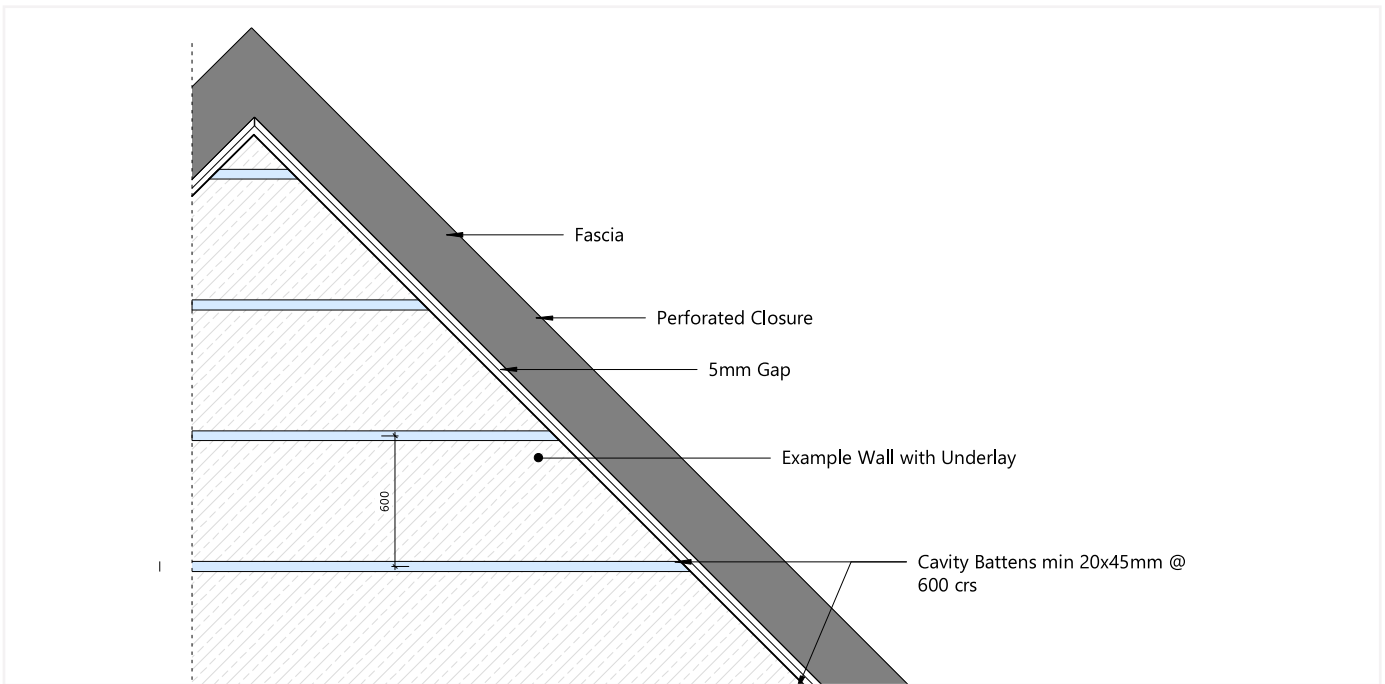 Fascia
Perforated Closure
5mm Gap
Example Wall with Underlay
600
Cavity Battens min 20x45mm @
600 crs